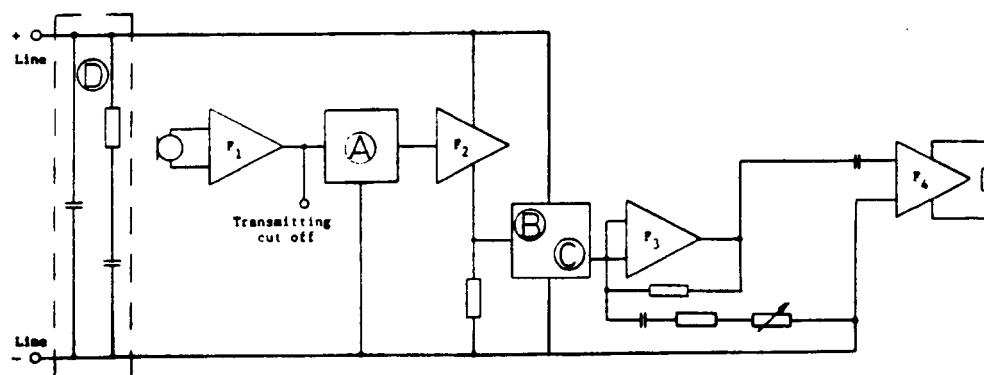 +
Line
D
F1
A
F2
Transmitting
cut off
B
C
F3
F4
Line
-